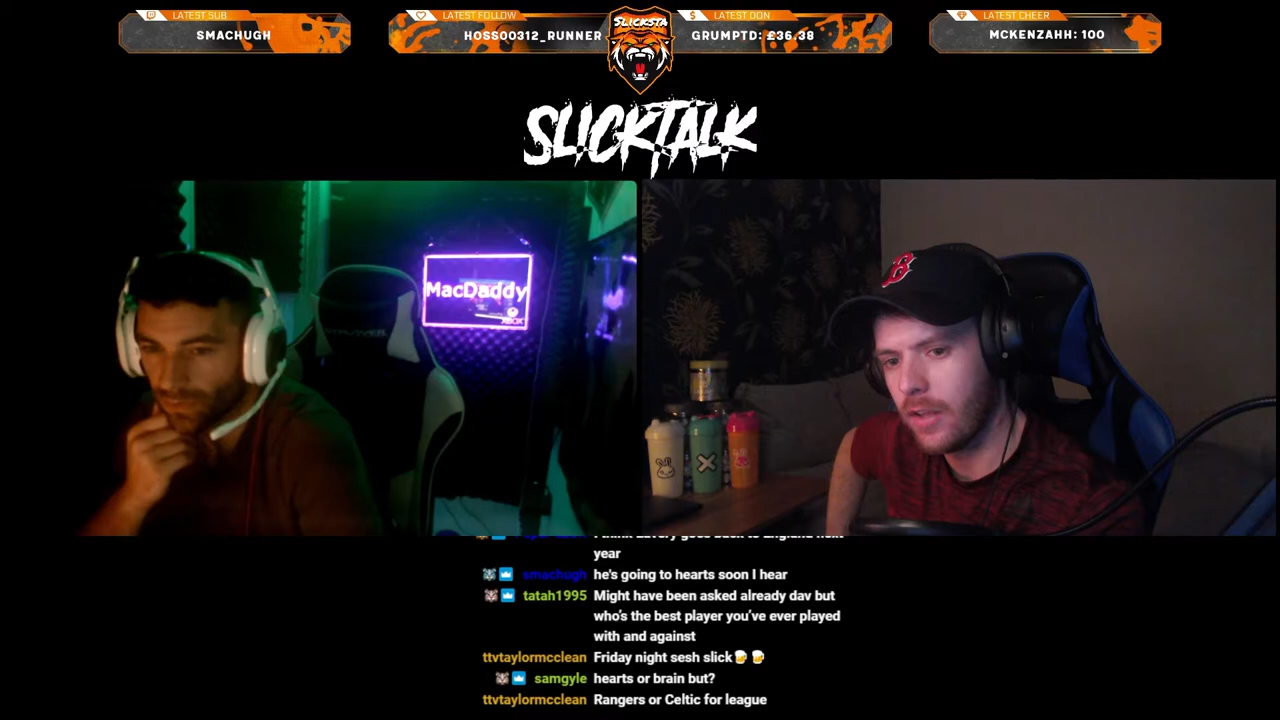 LATEST SUB
SMACHUGH
LATEST FOLLOW
HOSS00312_RUNNER
SLICKSTA
LATEST DON
GRUMPTD: £36.38
LATEST CHEER
MCKENZAHH: 100
SLICKTALK
MacDaddy
XBOX
B
year
smachugh he's going to hearts soon I hear
tatah1995 Might have been asked already dav but
who's the best player you've ever played
with and against
ttvtaylormcclean Friday night sesh slick🍺 🍺
samgyle hearts or brain but?
ttvtaylormcclean Rangers or Celtic for league